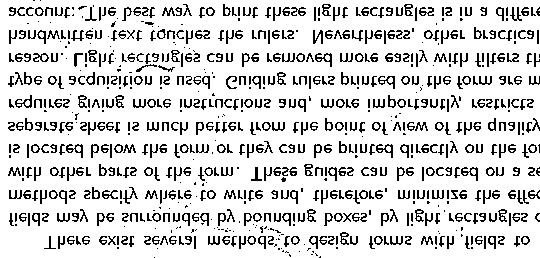 There exist several methods to design forms with fields to
fields may be surrounded by bounding boxes, by light rectangles o
methods specify where to write and, therefore, minimize the effec
with other parts of the form. These guides can be located on a se
is located below the form or they can be printed directly on the fo
separate sheet is much better from the point of view of the quality
requires giving more instructions and, more importantly, restricts
type of acquisition is used. Guiding rulers printed on the form are m
reason. Light rectangles can be removed more easily with filters th
handwritten text touches the rulers. Nevertheless, other practical
account: The best way to print these light rectangles is in a differe